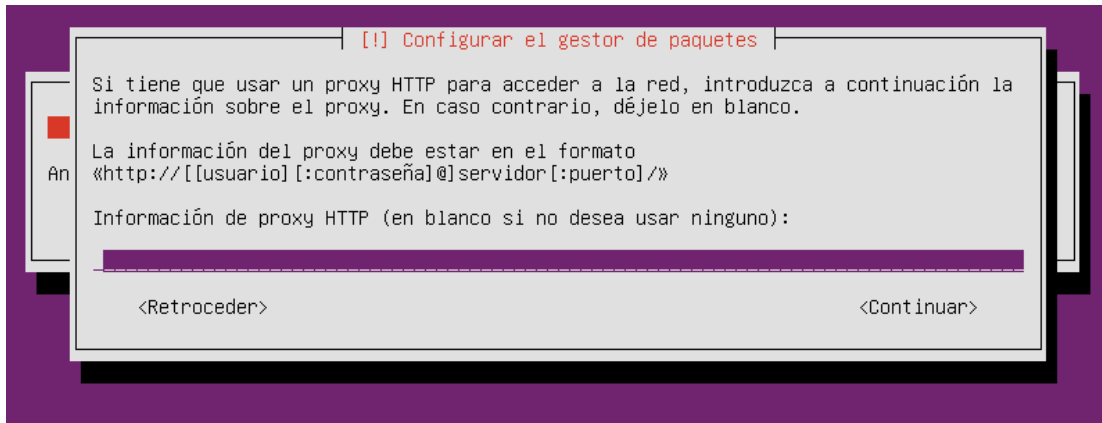 [!] Configurar el gestor de paquetes
Si tiene que usar un proxy HTTP para acceder a la red, introduzca a continuación la
información sobre el proxy. En caso contrario, déjelo en blanco.
La información del proxy debe estar en el formato
An
«http://[[usuario][:contraseña]@]servidor[:puerto]/»
Información de proxy HTTP (en blanco si no desea usar ninguno):
<Retroceder> <Continuar>